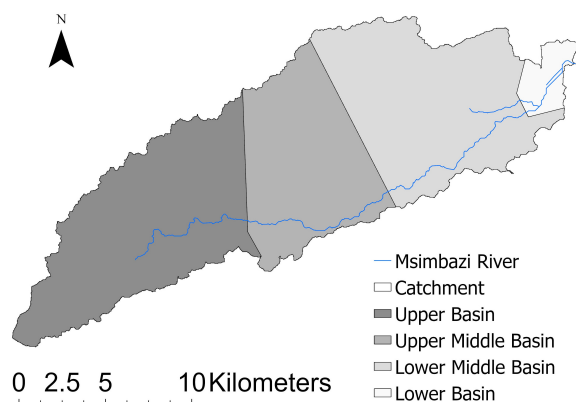 N
Msimbazi River
Catchment
Upper Basin
Upper Middle Basin
Lower Middle Basin
Lower Basin
0 2.5 5 10 Kilometers